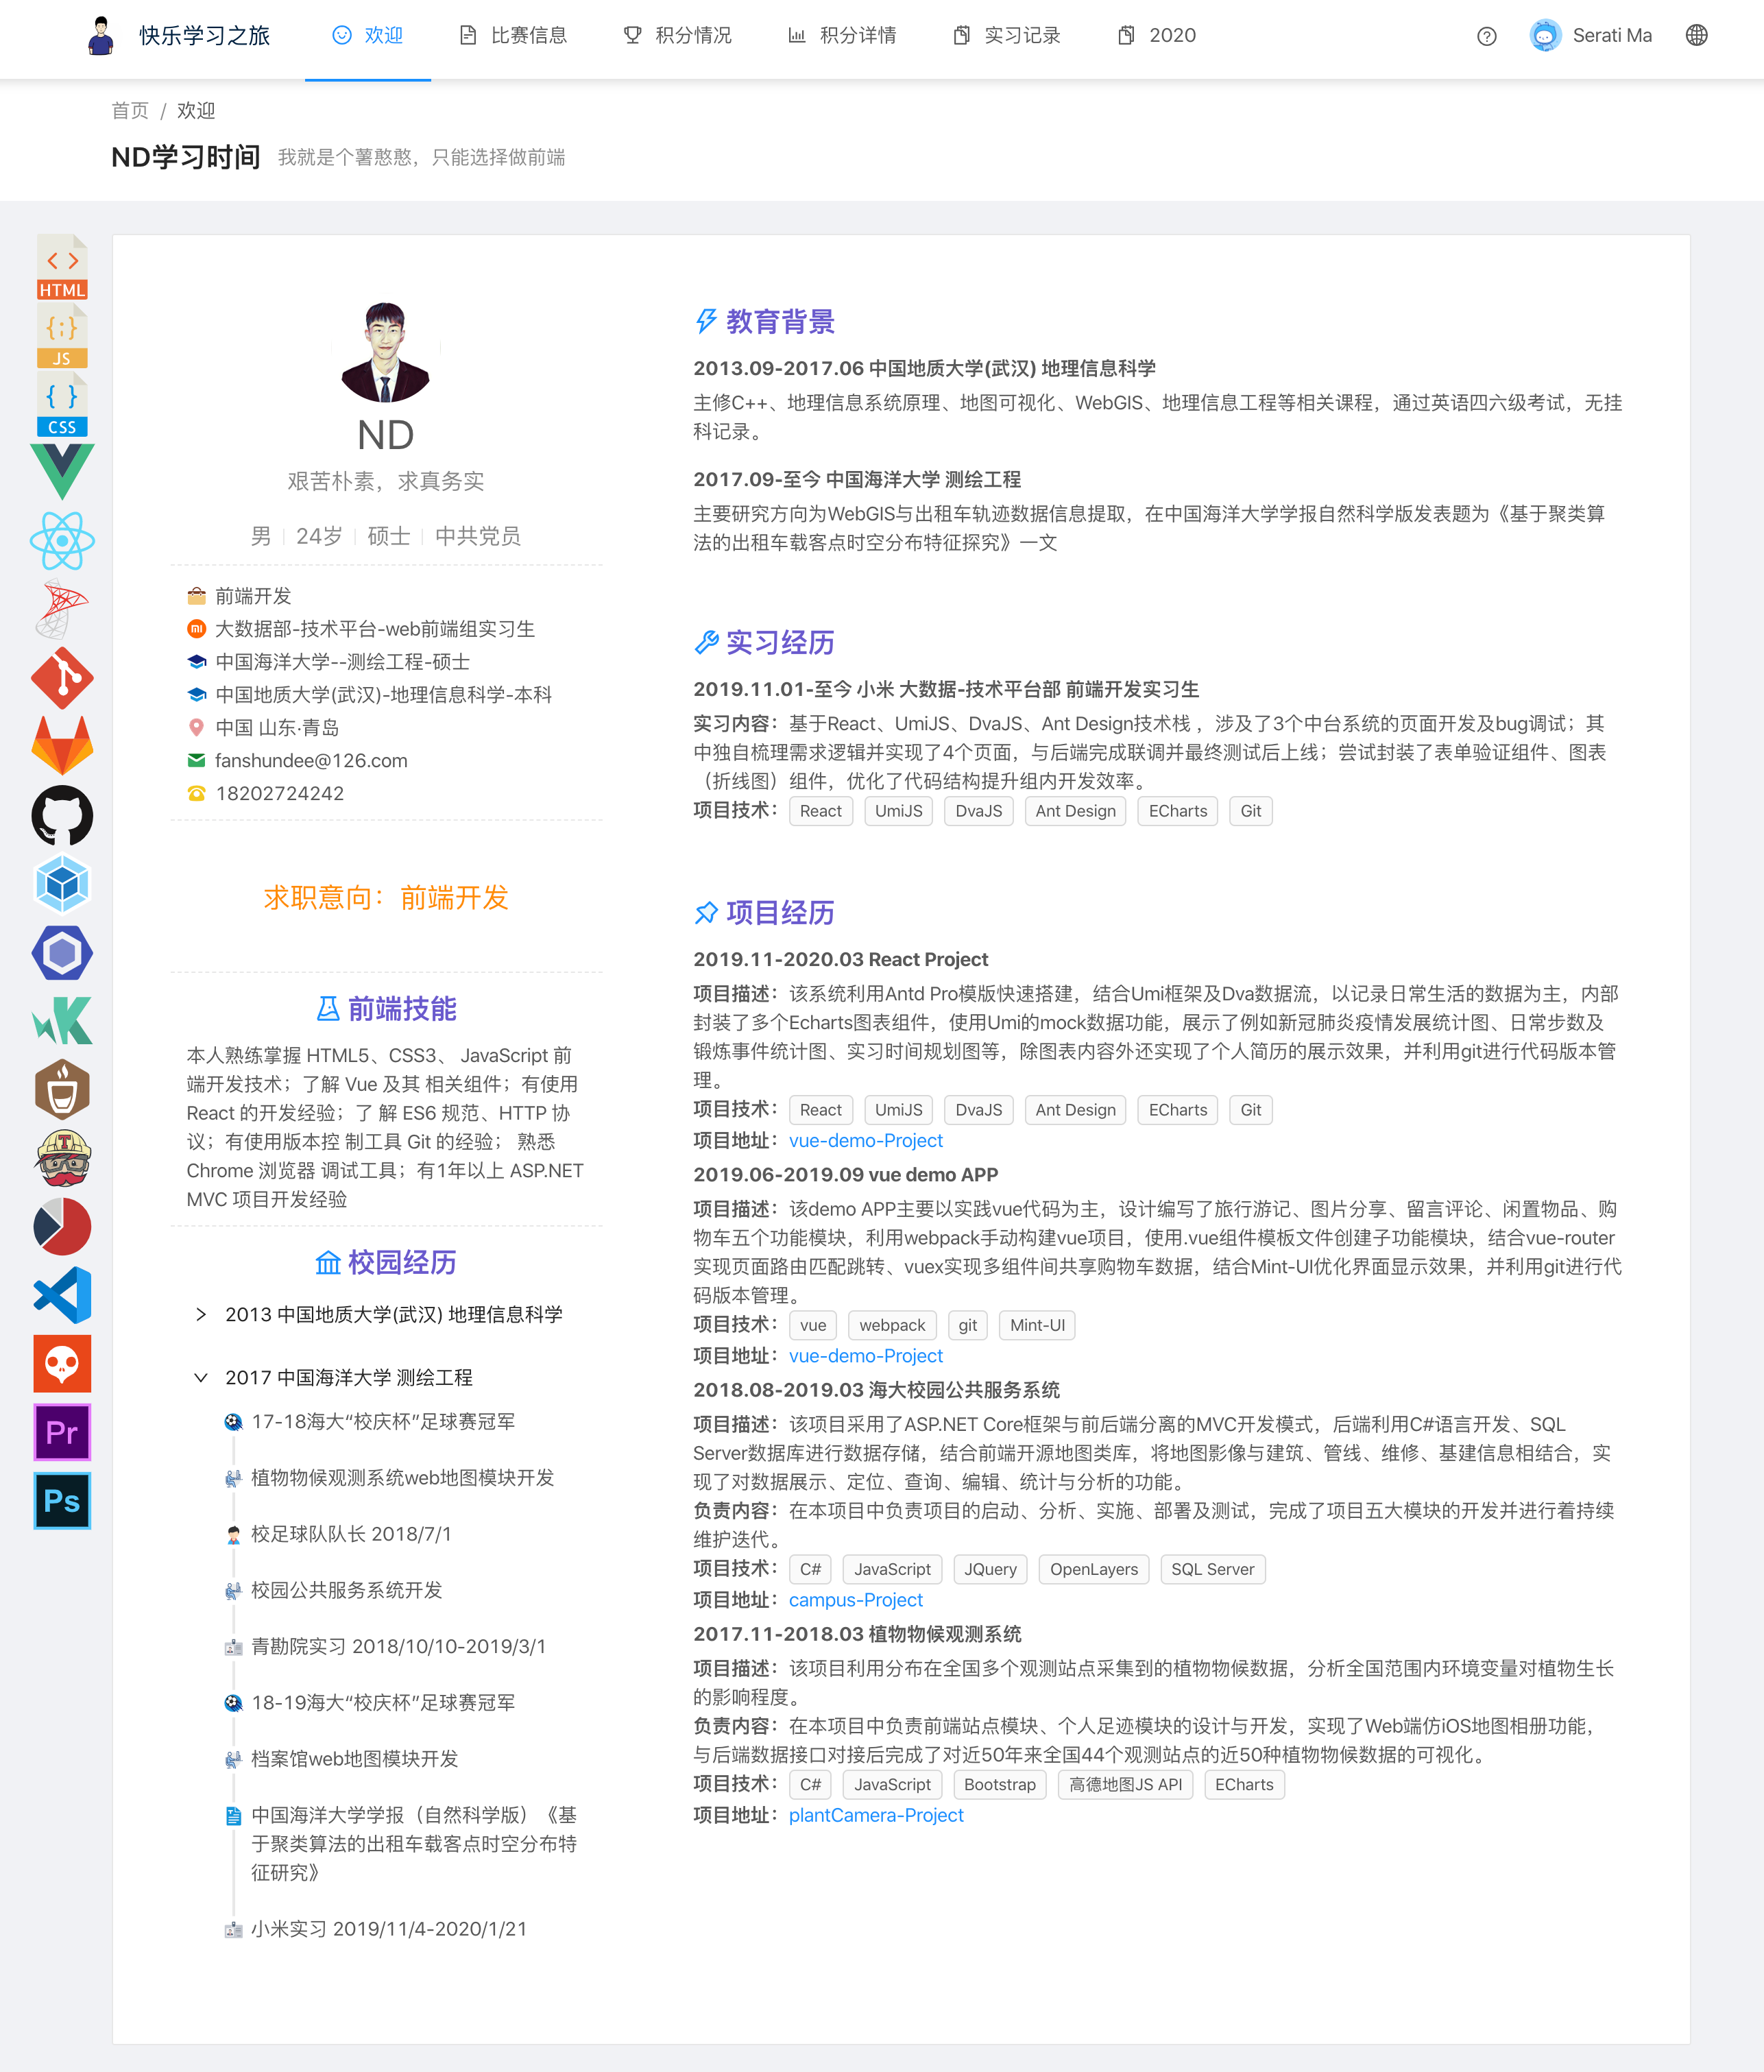 快乐学习之旅
欢迎
比赛信息
积分情况
积分详情
实习记录
2020
Serati Ma
首页 / 欢迎
ND学习时间
我就是个薯憨憨，只能选择做前端
HTML
JS
CSS
Pr
Ps
ND
艰苦朴素，求真务实
男 24岁 硕士 中共党员
前端开发
大数据部-技术平台-web前端组实习生
中国海洋大学--测绘工程-硕士
中国地质大学(武汉)-地理信息科学-本科
中国 山东·青岛
fanshundee@126.com
18202724242
求职意向：前端开发
前端技能
本人熟练掌握 HTML5、CSS3、 JavaScript 前
端开发技术；了解 Vue 及其 相关组件；有使用
React 的开发经验；了 解 ES6 规范、HTTP 协
议；有使用版本控 制工具 Git 的经验； 熟悉
Chrome 浏览器 调试工具；有1年以上 ASP.NET
MVC 项目开发经验
校园经历
2013 中国地质大学(武汉) 地理信息科学
2017 中国海洋大学 测绘工程
17-18海大“校庆杯”足球赛冠军
植物物候观测系统web地图模块开发
校足球队队长 2018/7/1
校园公共服务系统开发
青勘院实习 2018/10/10-2019/3/1
18-19海大“校庆杯”足球赛冠军
档案馆web地图模块开发
中国海洋大学学报（自然科学版）《基
于聚类算法的出租车载客点时空分布特
征研究》
小米实习 2019/11/4-2020/1/21
教育背景
2013.09-2017.06 中国地质大学(武汉) 地理信息科学
主修C++、地理信息系统原理、地图可视化、WebGIS、地理信息工程等相关课程，通过英语四六级考试，无挂
科记录。
2017.09-至今 中国海洋大学 测绘工程
主要研究方向为WebGIS与出租车轨迹数据信息提取，在中国海洋大学学报自然科学版发表题为《基于聚类算
法的出租车载客点时空分布特征探究》一文
实习经历
2019.11.01-至今 小米 大数据-技术平台部 前端开发实习生
实习内容：基于React、UmiJS、DvaJS、Ant Design技术栈 ，涉及了3个中台系统的页面开发及bug调试；其
中独自梳理需求逻辑并实现了4个页面，与后端完成联调并最终测试后上线；尝试封装了表单验证组件、图表
（折线图）组件，优化了代码结构提升组内开发效率。
项目技术： React UmiJS DvaJS Ant Design ECharts Git
项目经历
2019.11-2020.03 React Project
项目描述：该系统利用Antd Pro模版快速搭建，结合Umi框架及Dva数据流，以记录日常生活的数据为主，内部
封装了多个Echarts图表组件，使用Umi的mock数据功能，展示了例如新冠肺炎疫情发展统计图、日常步数及
锻炼事件统计图、实习时间规划图等，除图表内容外还实现了个人简历的展示效果，并利用git进行代码版本管
理。
项目技术： React UmiJS DvaJS Ant Design ECharts Git
项目地址：vue-demo-Project
2019.06-2019.09 vue demo APP
项目描述：该demo APP主要以实践vue代码为主，设计编写了旅行游记、图片分享、留言评论、闲置物品、购
物车五个功能模块，利用webpack手动构建vue项目，使用.vue组件模板文件创建子功能模块，结合vue-router
实现页面路由匹配跳转、vuex实现多组件间共享购物车数据，结合Mint-UI优化界面显示效果，并利用git进行代
码版本管理。
项目技术： vue webpack git Mint-UI
项目地址：vue-demo-Project
2018.08-2019.03 海大校园公共服务系统
项目描述：该项目采用了ASP.NET Core框架与前后端分离的MVC开发模式，后端利用C#语言开发、SQL
Server数据库进行数据存储，结合前端开源地图类库，将地图影像与建筑、管线、维修、基建信息相结合，实
现了对数据展示、定位、查询、编辑、统计与分析的功能。
负责内容：在本项目中负责项目的启动、分析、实施、部署及测试，完成了项目五大模块的开发并进行着持续
维护迭代。
项目技术： C# JavaScript JQuery OpenLayers SQL Server
项目地址：campus-Project
2017.11-2018.03 植物物候观测系统
项目描述：该项目利用分布在全国多个观测站点采集到的植物物候数据，分析全国范围内环境变量对植物生长
的影响程度。
负责内容：在本项目中负责前端站点模块、个人足迹模块的设计与开发，实现了Web端仿iOS地图相册功能，
与后端数据接口对接后完成了对近50年来全国44个观测站点的近50种植物物候数据的可视化。
项目技术： C# JavaScript Bootstrap 高德地图JS API ECharts
项目地址：plantCamera-Project